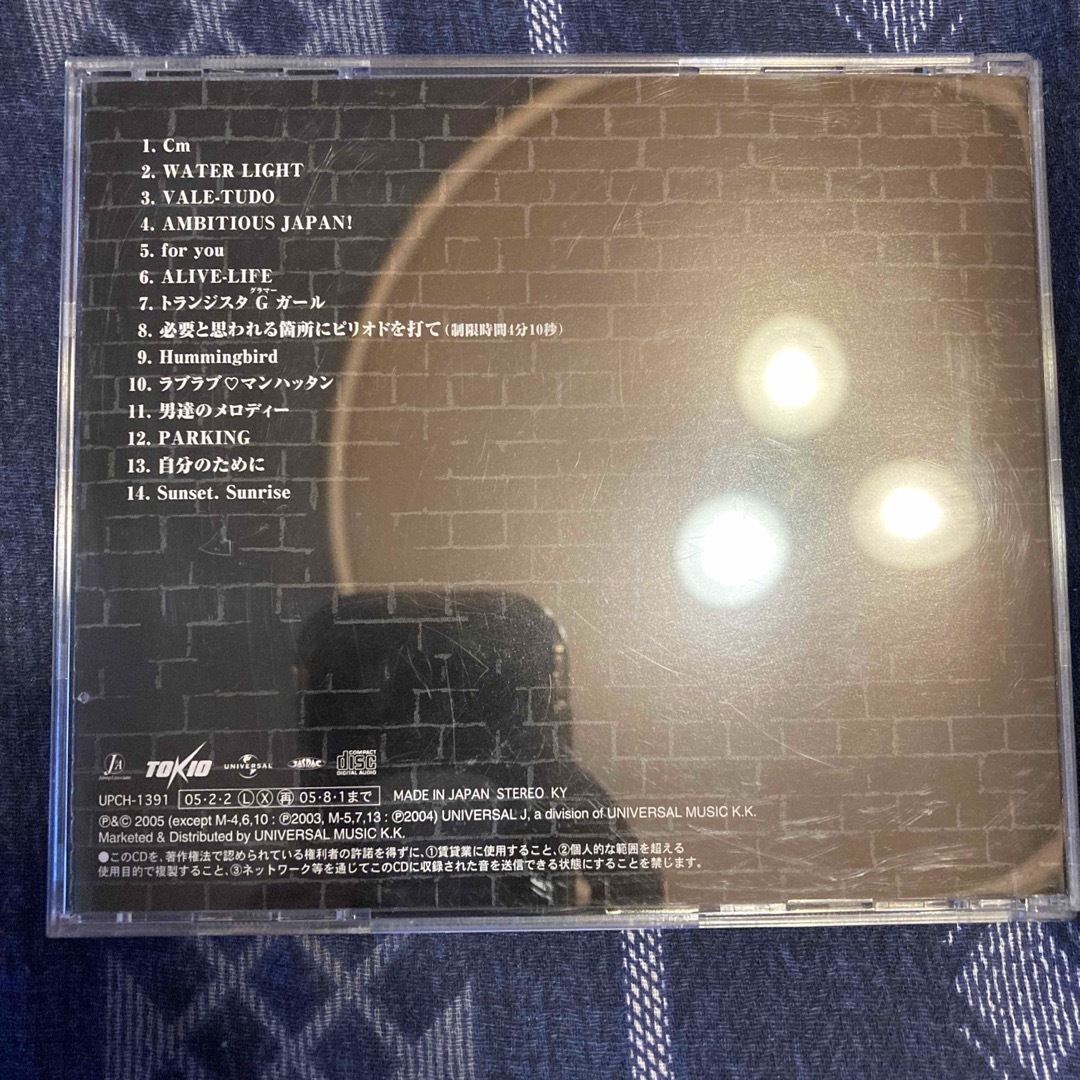 1. Cm
2. WATER LIGHT
3. VALE-TUDO
4. AMBITIOUS JAPAN!
5. for you
6. ALIVE-LIFE
グラマー
7. トランジスタ G ガール
8. 必要と思われる箇所にピリオドを打て(制限時間4分10秒)
9. Hummingbird
10. ラブラブ♡マンハッタン
11. 男達のメロディー
12. PARKING
13. 自分のために
14. Sunset. Sunrise
TOKIO UNIVERSAL JASRAC COMPACT disc DIGITAL AUDIO
UPCH-1391 05・2・2 Ⓛ Ⓧ ㊢ 05・8・1まで MADE IN JAPAN STEREO KY
℗&© 2005 (except M-4,6,10 : ℗2003, M-5,7,13 : ℗2004) UNIVERSAL J, a division of UNIVERSAL MUSIC K.K.
Marketed & Distributed by UNIVERSAL MUSIC K.K.
●このCDを、著作権法で認められている権利者の許諾を得ずに、①賃貸業に使用すること、②個人的な範囲を超える
使用目的で複製すること、③ネットワーク等を通じてこのCDに収録された音を送信できる状態にすることを禁じます。